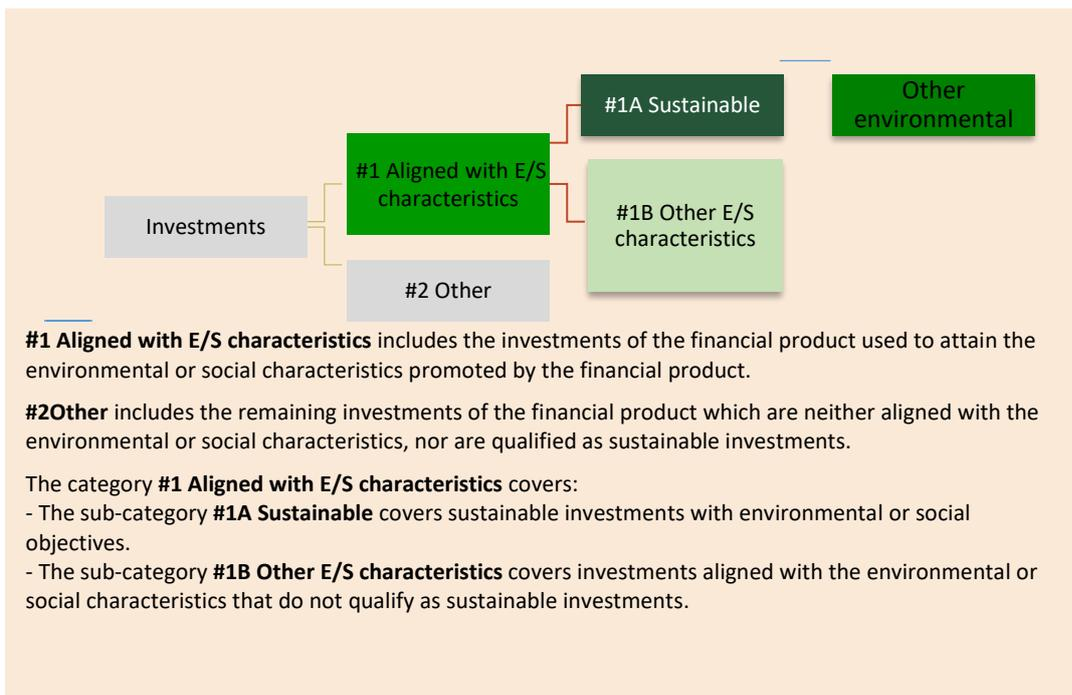 #1A Sustainable
Other
environmental
#1 Aligned with E/S
characteristics
#1B Other E/S
characteristics
Investments
#2 Other
#1 Aligned with E/S characteristics includes the investments of the financial product used to attain the
environmental or social characteristics promoted by the financial product.
#2Other includes the remaining investments of the financial product which are neither aligned with the
environmental or social characteristics, nor are qualified as sustainable investments.
The category #1 Aligned with E/S characteristics covers:
- The sub-category #1A Sustainable covers sustainable investments with environmental or social
objectives.
- The sub-category #1B Other E/S characteristics covers investments aligned with the environmental or
social characteristics that do not qualify as sustainable investments.